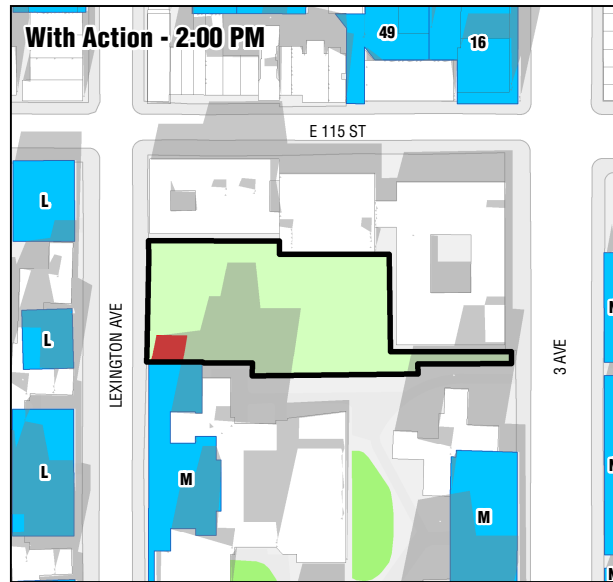 With Action - 2:00 PM
49
16
E 115 ST
L
L
L
LEXINGTON AVE
3 AVE
M
M